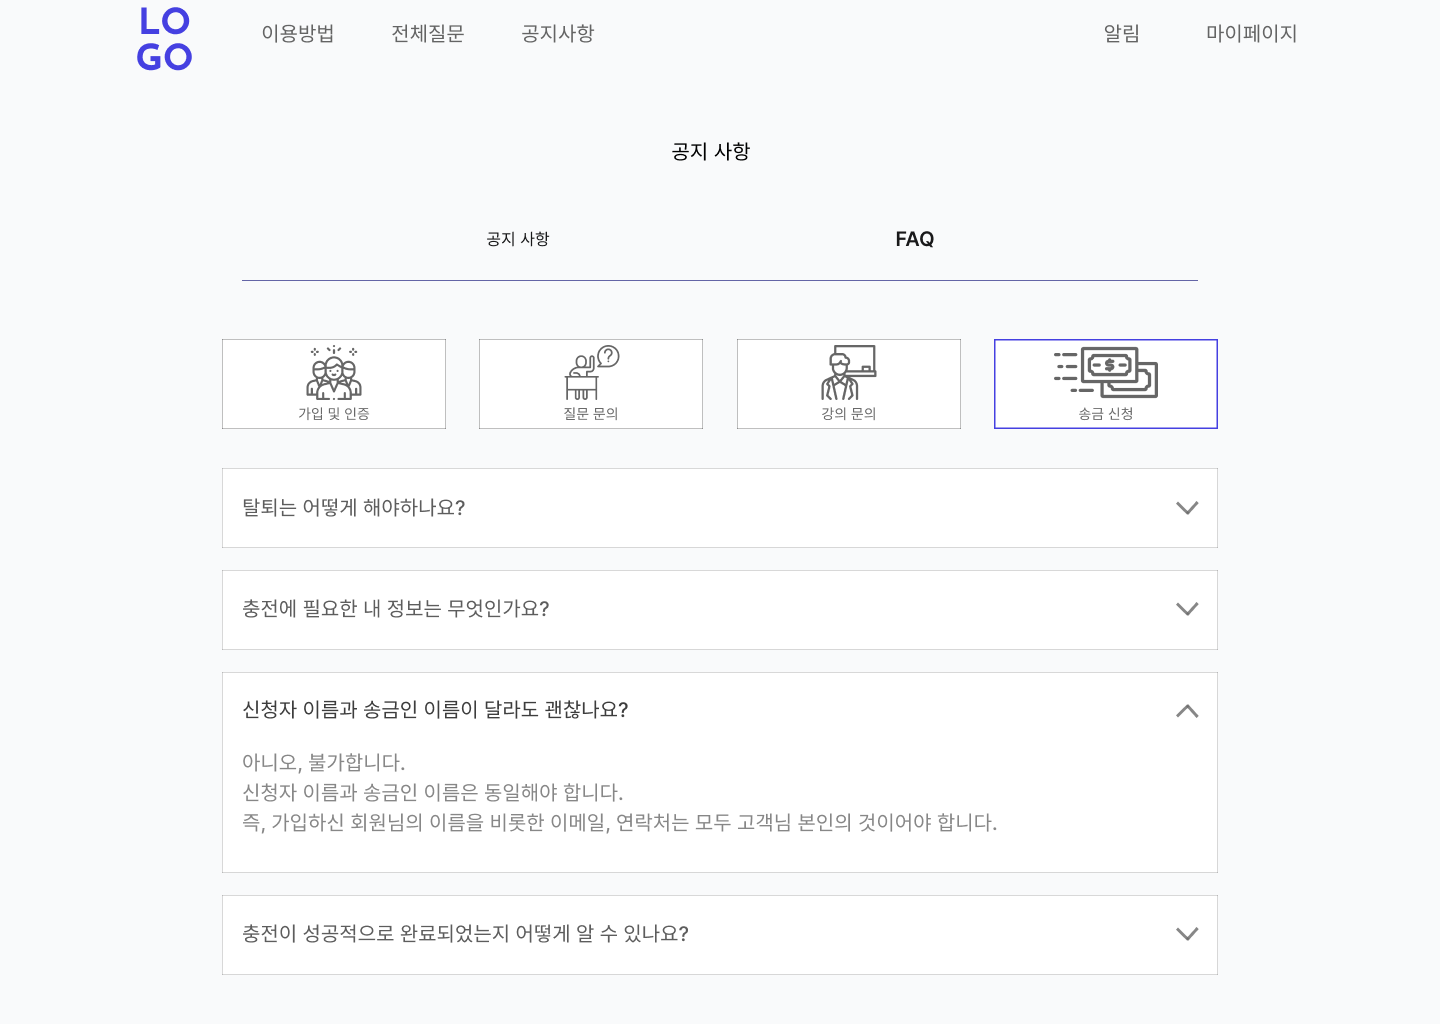 LO
GO
이용방법 전체질문 공지사항 알림 마이페이지
공지 사항
공지 사항 FAQ
가입 및 인증 질문 문의 강의 문의 송금 신청
탈퇴는 어떻게 해야하나요?
충전에 필요한 내 정보는 무엇인가요?
신청자 이름과 송금인 이름이 달라도 괜찮나요?
아니오, 불가합니다.
신청자 이름과 송금인 이름은 동일해야 합니다.
즉, 가입하신 회원님의 이름을 비롯한 이메일, 연락처는 모두 고객님 본인의 것이어야 합니다.
충전이 성공적으로 완료되었는지 어떻게 알 수 있나요?